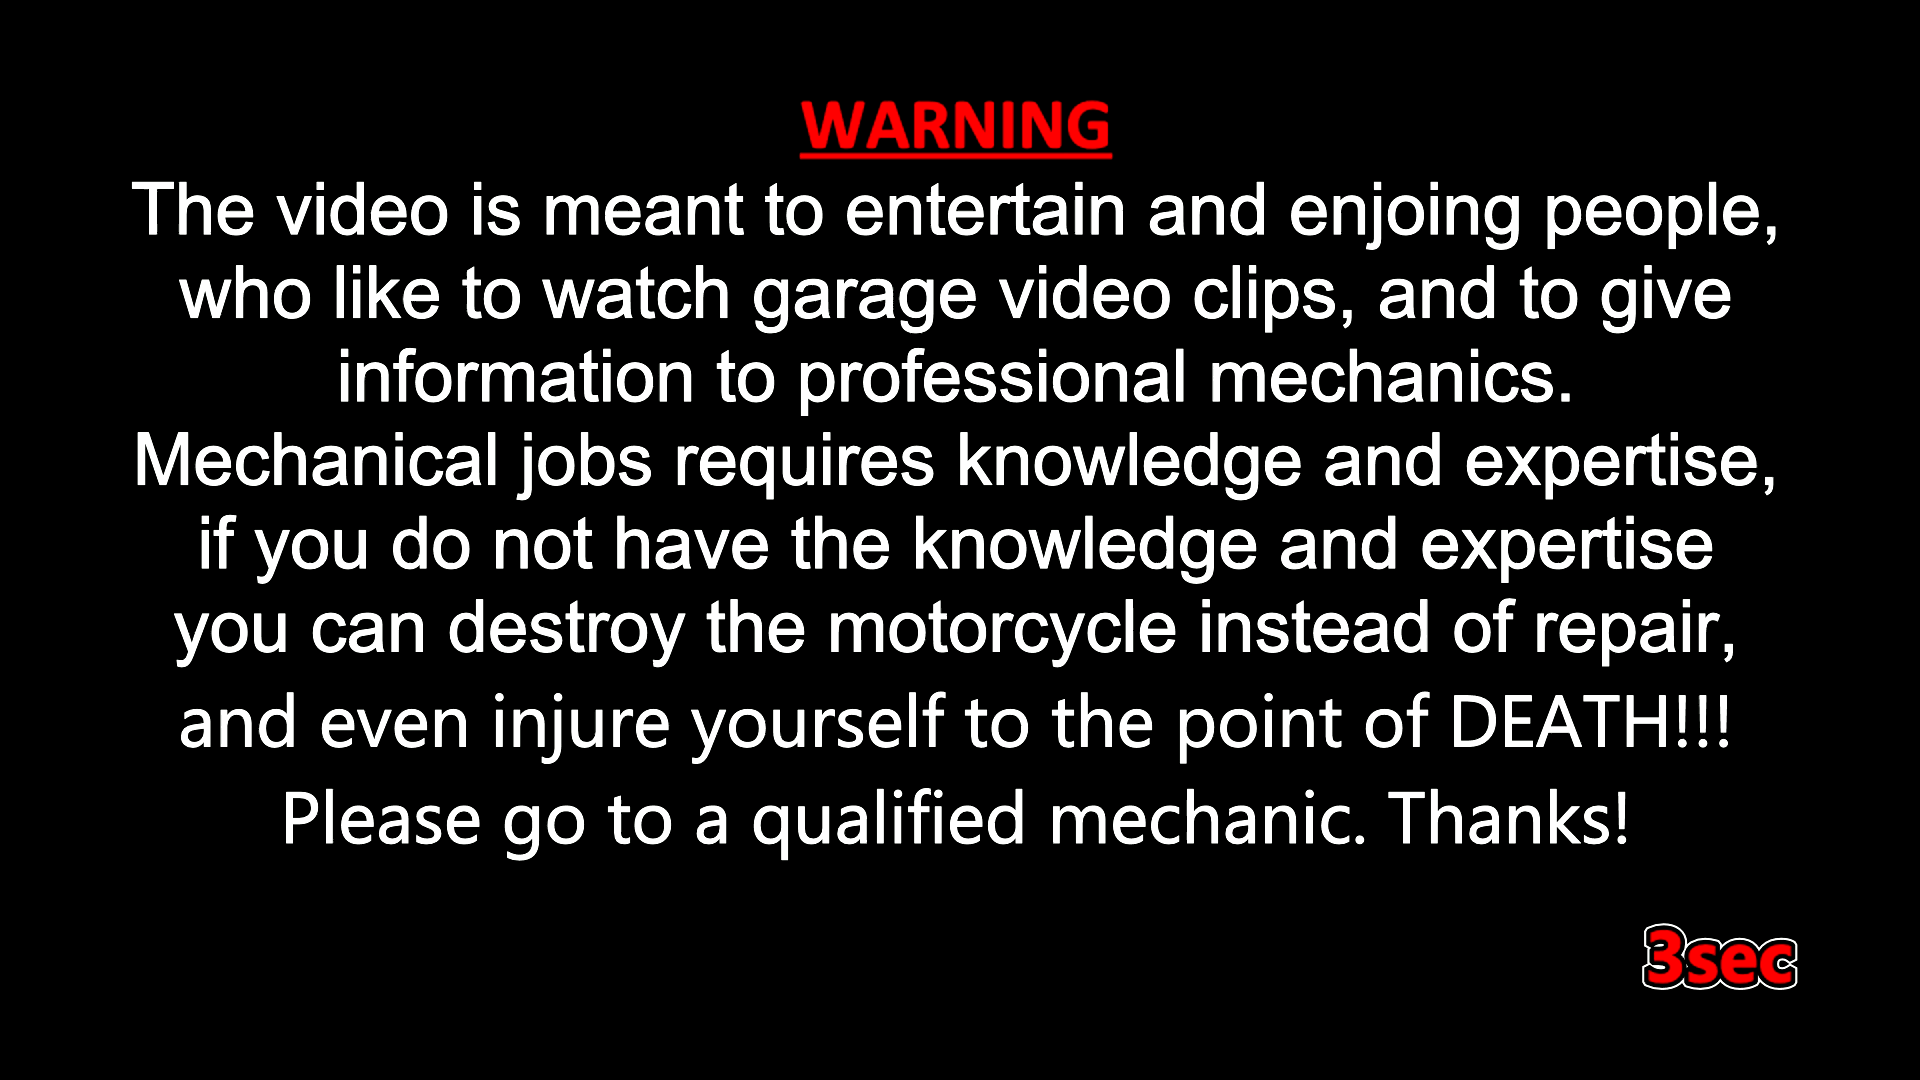 WARNING
The video is meant to entertain and enjoing people,
who like to watch garage video clips, and to give
information to professional mechanics.
Mechanical jobs requires knowledge and expertise,
if you do not have the knowledge and expertise
you can destroy the motorcycle instead of repair,
and even injure yourself to the point of DEATH!!!
Please go to a qualified mechanic. Thanks!
3sec